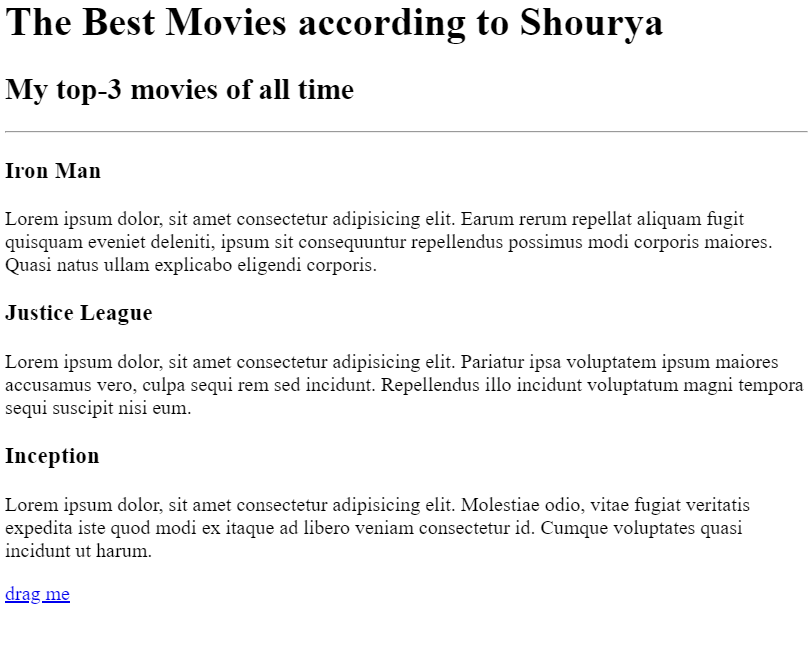 The Best Movies according to Shourya
My top-3 movies of all time
Iron Man
Lorem ipsum dolor, sit amet consectetur adipisicing elit. Earum rerum repellat aliquam fugit
quisquam eveniet deleniti, ipsum sit consequuntur repellendus possimus modi corporis maiores.
Quasi natus ullam explicabo eligendi corporis.
Justice League
Lorem ipsum dolor, sit amet consectetur adipisicing elit. Pariatur ipsa voluptatem ipsum maiores
accusamus vero, culpa sequi rem sed incidunt. Repellendus illo incidunt voluptatum magni tempora
sequi suscipit nisi eum.
Inception
Lorem ipsum dolor, sit amet consectetur adipisicing elit. Molestiae odio, vitae fugiat veritatis
expedita iste quod modi ex itaque ad libero veniam consectetur id. Cumque voluptates quasi
incidunt ut harum.
drag me